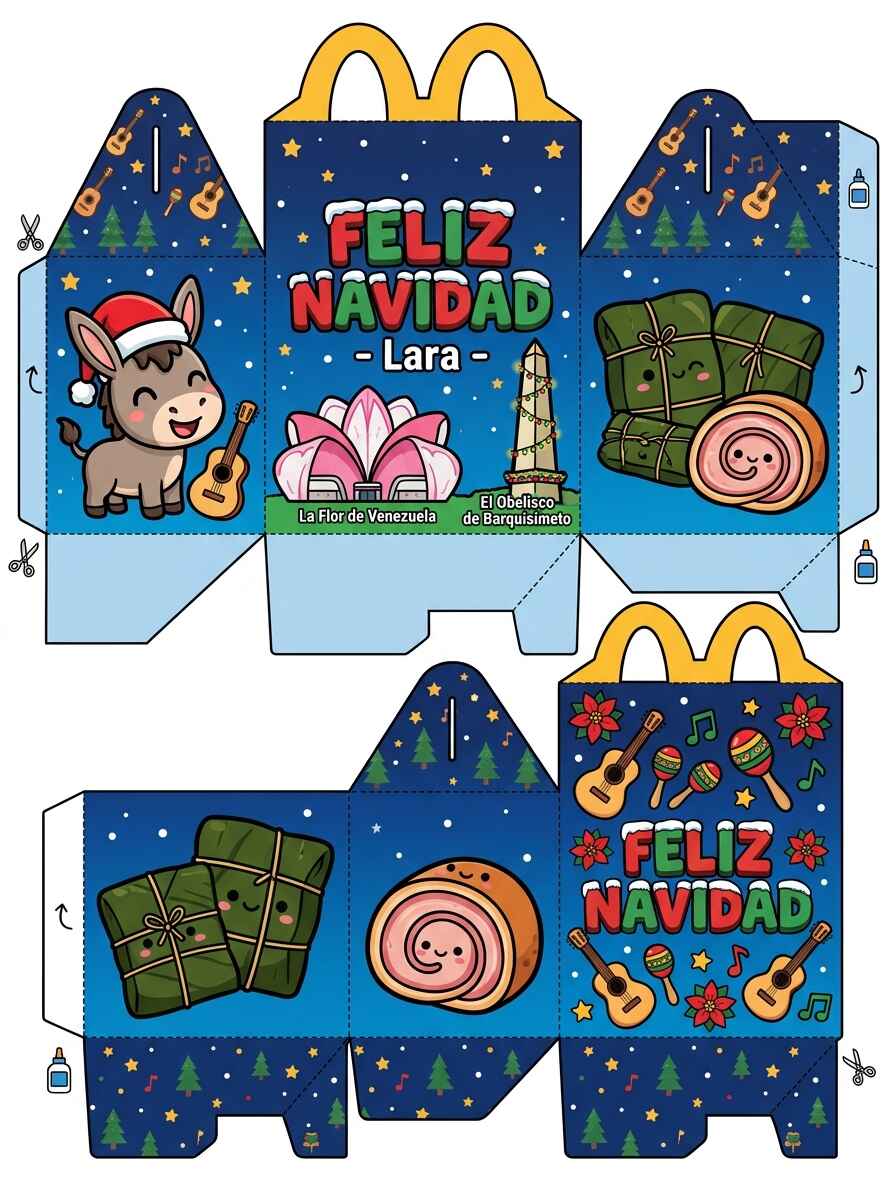 FELIZ
NAVIDAD
- Lara -
La Flor de Venezuela
El Obelisco
de Barquisimeto
FELIZ
NAVIDAD